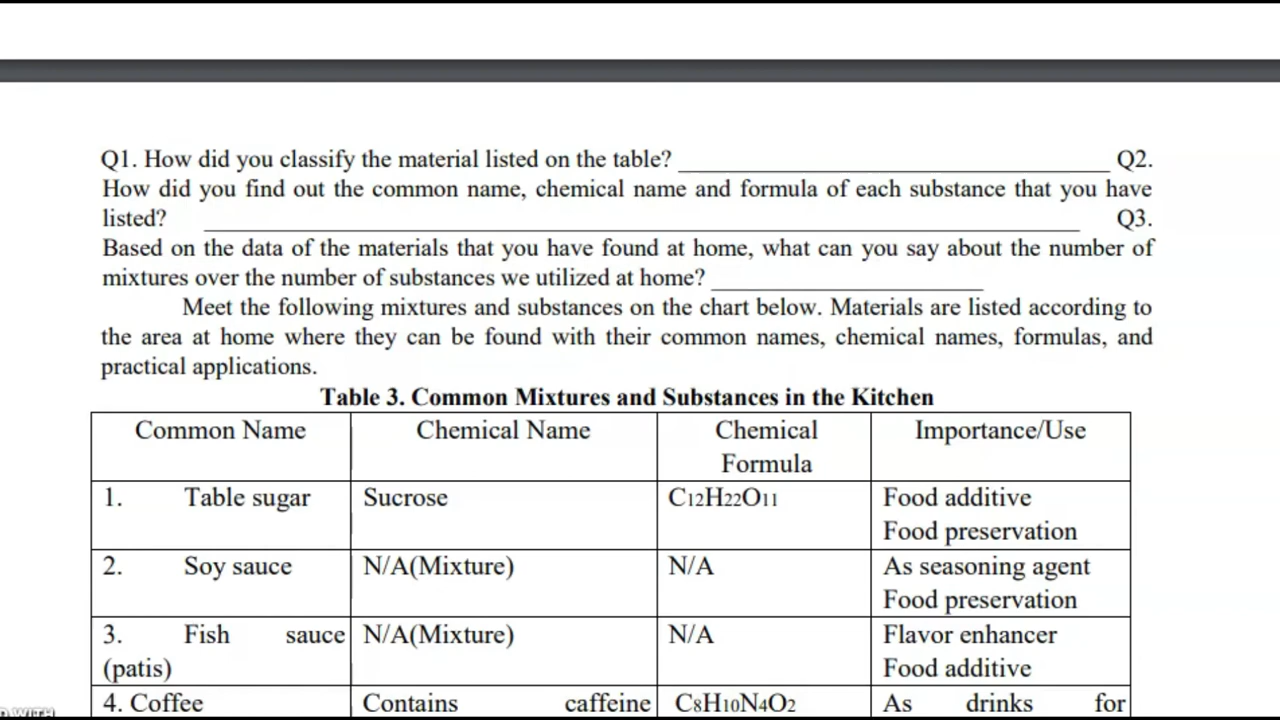 Q1. How did you classify the material listed on the table? ____________________ Q2.
How did you find out the common name, chemical name and formula of each substance that you have
listed? ____________________ Q3.
Based on the data of the materials that you have found at home, what can you say about the number of
mixtures over the number of substances we utilized at home? ____________________
Meet the following mixtures and substances on the chart below. Materials are listed according to
the area at home where they can be found with their common names, chemical names, formulas, and
practical applications.
Table 3. Common Mixtures and Substances in the Kitchen
Common Name Chemical Name Chemical Importance/Use
Formula
1. Table sugar Sucrose C12H22O11 Food additive
Food preservation
2. Soy sauce N/A(Mixture) N/A As seasoning agent
Food preservation
3. Fish sauce N/A(Mixture) N/A Flavor enhancer
(patis) Food additive
4. Coffee Contains caffeine C8H10N4O2 As drinks for
WITH